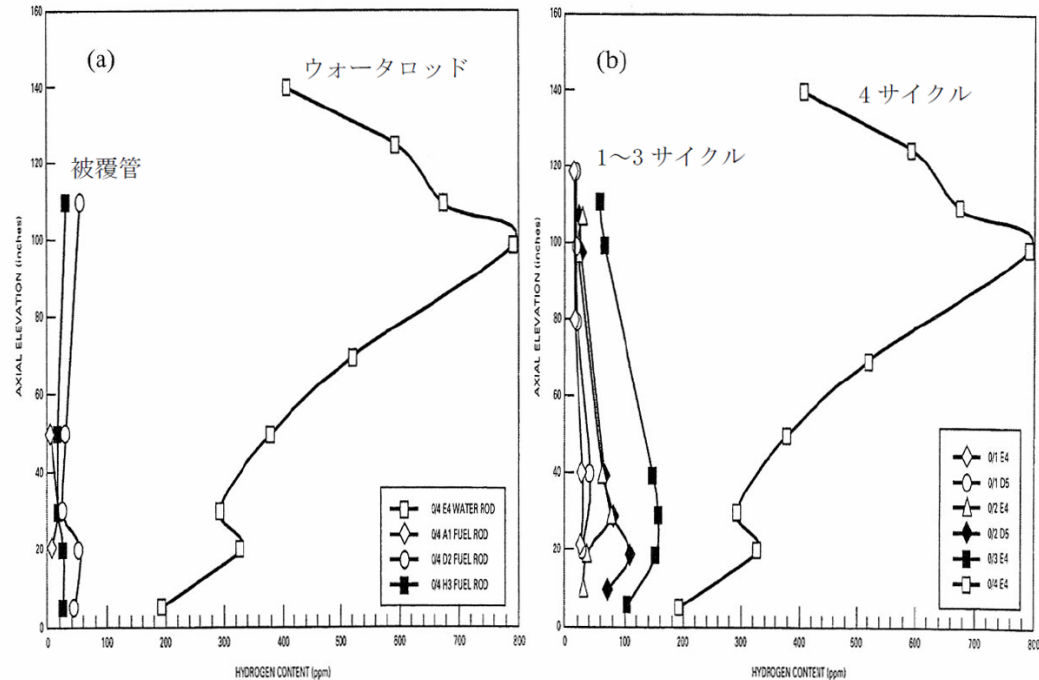 (a)
ウォータロッド
被覆管
160
140
120
100
80
60
40
20
0
AXIAL ELEVATION (inches)
0/4 E4 WATER ROD
0/4 A1 FUEL ROD
0/4 D2 FUEL ROD
0/4 H3 FUEL ROD
0
100
200
300
400
500
600
700
800
HYDROGEN CONTENT (ppm)
(b)
4 サイクル
1~3 サイクル
160
140
120
100
80
60
40
20
0
AXIAL ELEVATION (inches)
0/1 E4
0/1 D5
0/2 E4
0/2 D5
0/3 E4
0/4 E4
0
100
200
300
400
500
600
700
800
HYDROGEN CONTENT (ppm)